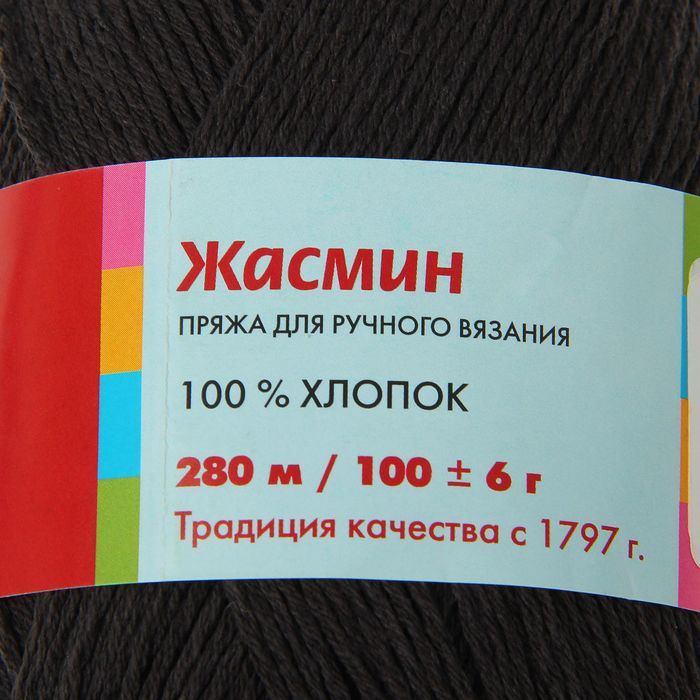 Жасмин
ПРЯЖА ДЛЯ РУЧНОГО ВЯЗАНИЯ
100 % ХЛОПОК
280 м / 100 ± 6 г
Традиция качества с 1797 г.